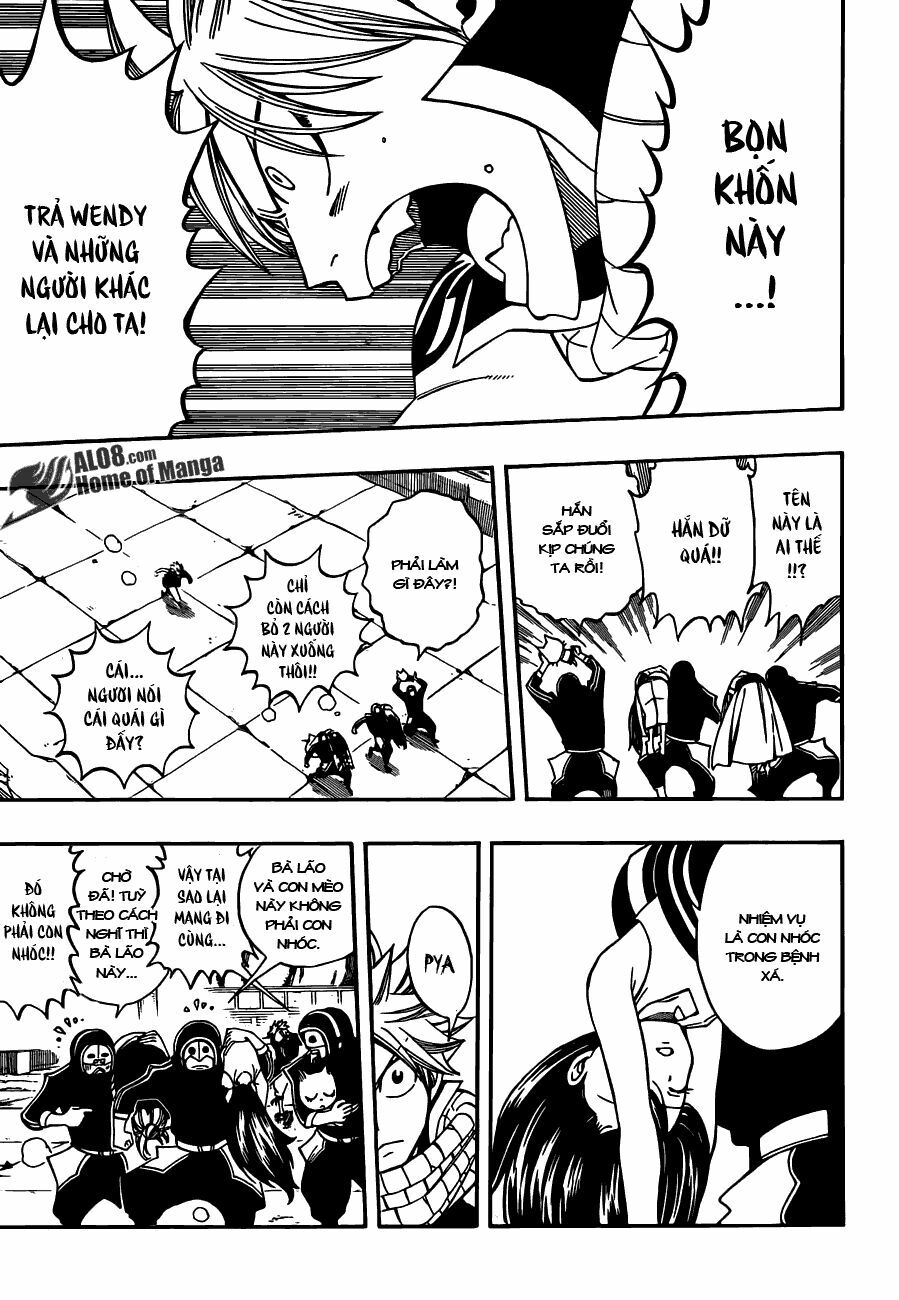 BỌN
KHỐN
NÀY
...!
TRẢ WENDY
VÀ NHỮNG
NGƯỜI KHÁC
LẠI CHO TA!
TÊN
NÀY LÀ
AI THẾ
!!?
HẮN DỮ
QUÁ!!
HẮN
SẮP ĐUỔI
KỊP CHÚNG
TA RỒI!
PHẢI LÀM
GÌ ĐÂY?!
CHỈ
CÒN CÁCH
BỎ 2 NGƯỜI
NÀY XUỐNG
THÔI!!
CÁI...
NGƯƠI NÓI
CÁI QUÁI GÌ
ĐẤY?
AL08.com
Home of Manga
NHIỆM VỤ
LÀ CON NHÓC
TRONG BỆNH
XÁ.
PYA
BÀ LÃO
VÀ CON MÈO
NÀY KHÔNG
PHẢI CON
NHÓC.
VẬY TẠI
SAO LẠI
MANG ĐI
CÙNG...
CHỜ
ĐÃ! TUỲ
THEO CÁCH
NGHĨ THÌ
BÀ LÃO
NÀY...
ĐÓ
KHÔNG
PHẢI CON
NHÓC!!